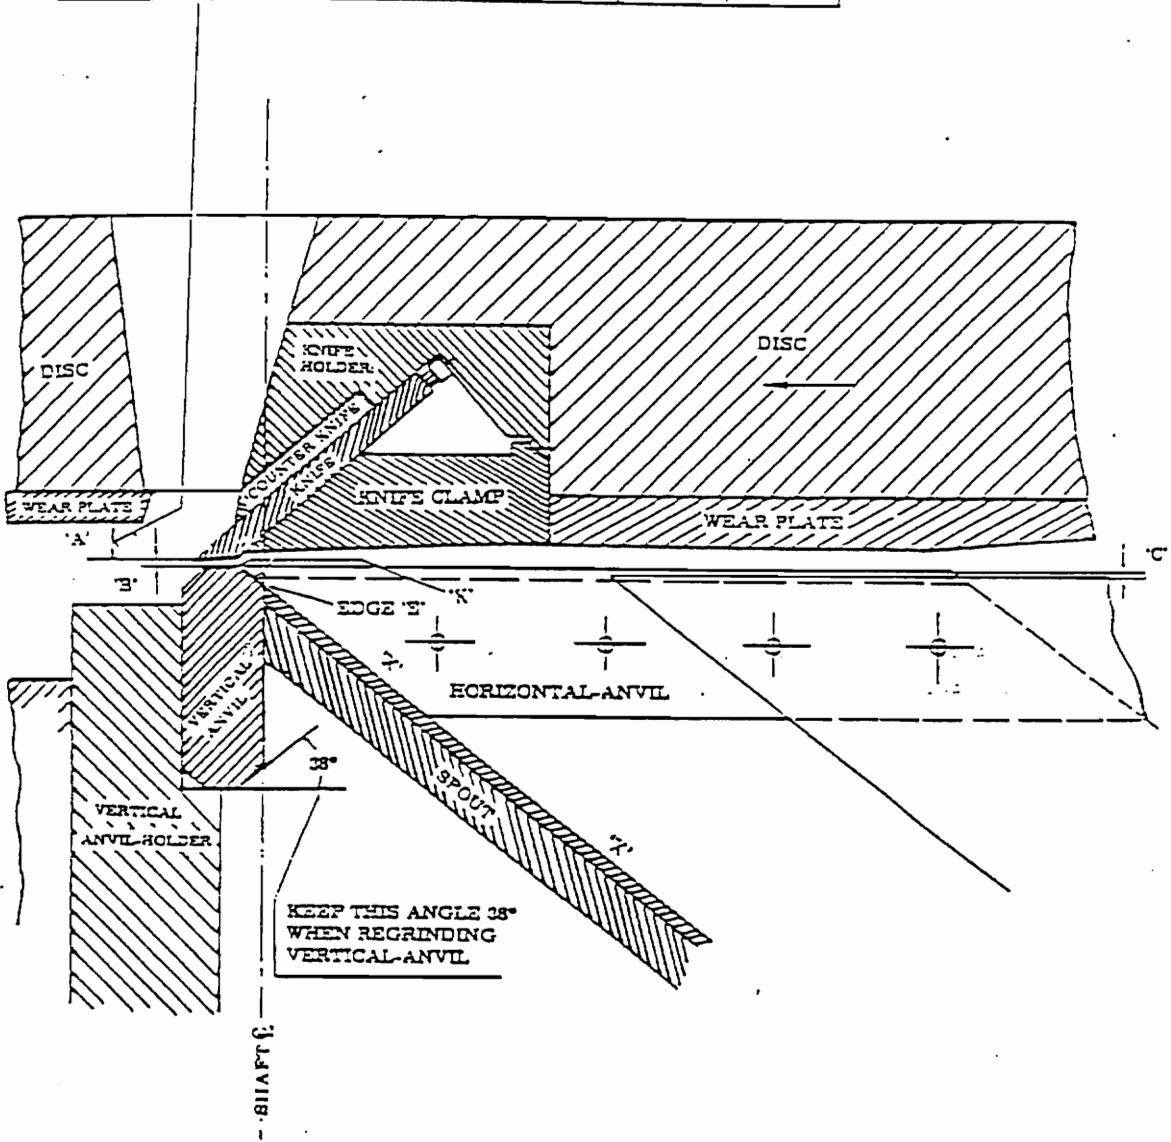 DISC
KNIFE
HOLDER
DISC
COUNTER KNIFE
KNIFE
KNIFE CLAMP
WEAR PLATE
WEAR PLATE
'A'
'C'
'B'
'K'
EDGE 'E'
'X'
HORIZONTAL-ANVIL
VERTICAL
ANVIL
38°
SPOUT
VERTICAL
ANVIL-HOLDER
'X'
KEEP THIS ANGLE 38°
WHEN REGRINDING
VERTICAL-ANVIL
SHAFT